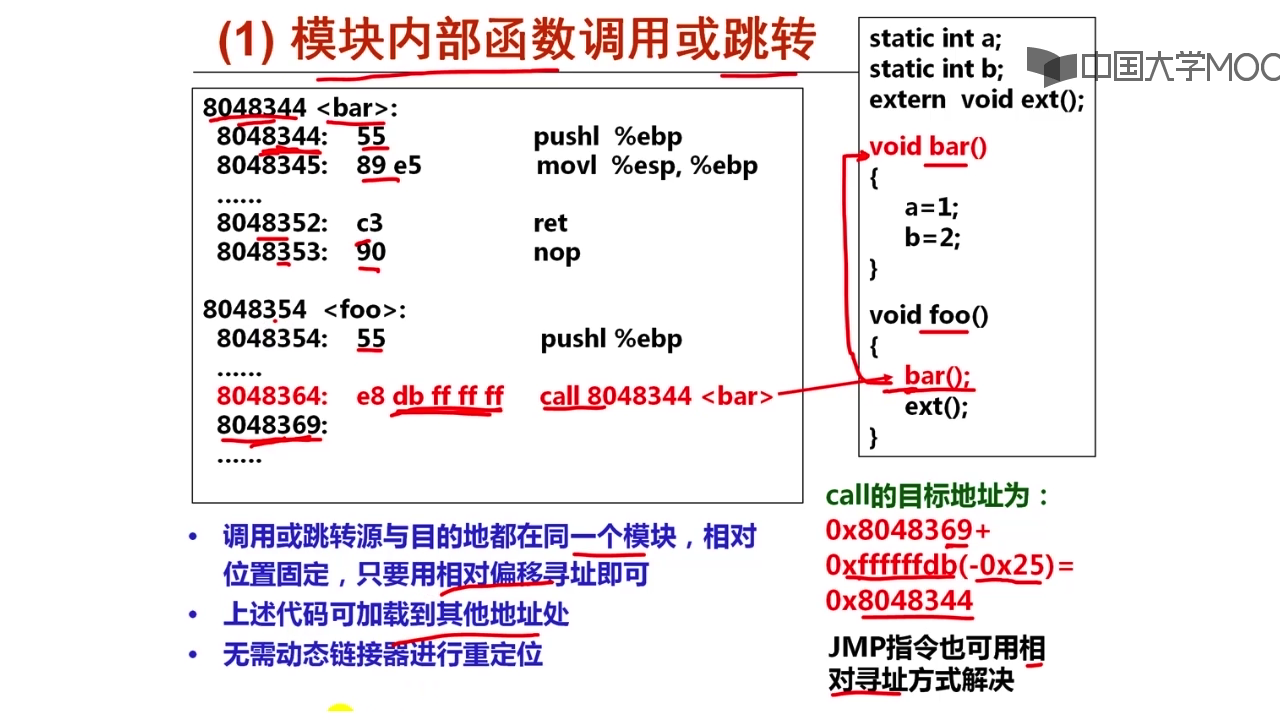 (1) 模块内部函数调用或跳转
8048344 <bar>:
8048344: 55 pushl %ebp
8048345: 89 e5 movl %esp, %ebp
......
8048352: c3 ret
8048353: 90 nop
8048354 <foo>:
8048354: 55 pushl %ebp
......
8048364: e8 db ff ff ff call 8048344 <bar>
8048369:
......
static int a;
static int b;
extern void ext();
void bar()
{
a=1;
b=2;
}
void foo()
{
bar();
ext();
}
中国大学MOC
• 调用或跳转源与目的地都在同一个模块，相对
位置固定，只要用相对偏移寻址即可
• 上述代码可加载到其他地址处
• 无需动态链接器进行重定位
call的目标地址为：
0x8048369+
0xffffffdb(-0x25)=
0x8048344
JMP指令也可用相
对寻址方式解决